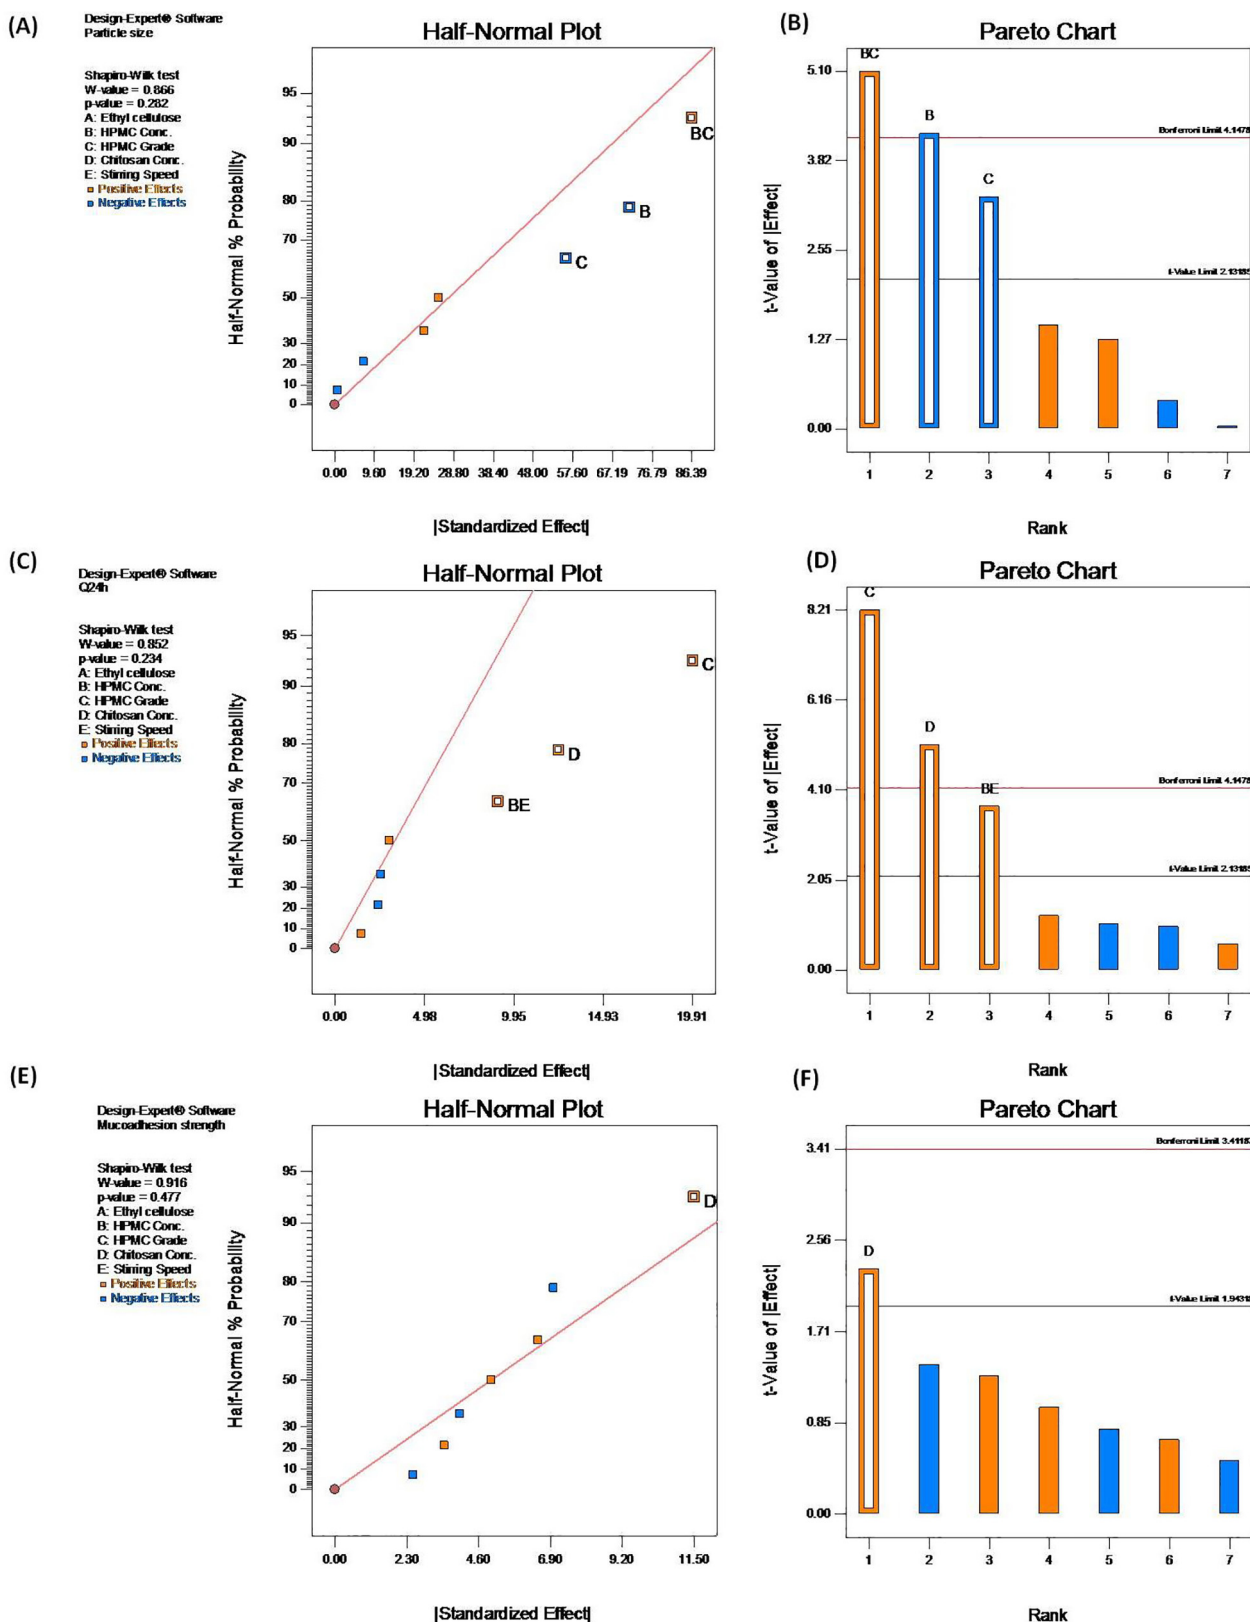 (A)
Design-Expert® Software
Particle size
Shapiro-Wilk test
W-value = 0.866
p-value = 0.282
A: Ethyl cellulose
B: HPMC Conc.
C: HPMC Grade
D: Chitosan Conc.
E: Stirring Speed
Positive Effects
Negative Effects
Half-Normal Plot
Half-Normal % Probability
95
90
80
70
50
30
20
10
0
BC
B
C
0.00 9.60 19.20 28.80 38.40 48.00 57.60 67.19 76.79 86.39
|Standardized Effect|
(B)
Pareto Chart
t-Value of |Effect|
5.10
3.82
2.55
1.27
0.00
BC
B
C
Bonferroni Limit 4.1478
t-Value Limit 2.13185
1 2 3 4 5 6 7
Rank
(C)
Design-Expert® Software
Q24h
Shapiro-Wilk test
W-value = 0.852
p-value = 0.234
A: Ethyl cellulose
B: HPMC Conc.
C: HPMC Grade
D: Chitosan Conc.
E: Stirring Speed
Positive Effects
Negative Effects
Half-Normal Plot
Half-Normal % Probability
95
90
80
70
50
30
20
10
0
C
D
BE
0.00 4.98 9.95 14.93 19.91
|Standardized Effect|
(D)
Pareto Chart
t-Value of |Effect|
8.21
6.16
4.10
2.05
0.00
C
D
BE
Bonferroni Limit 4.1478
t-Value Limit 2.13185
1 2 3 4 5 6 7
Rank
(E)
Design-Expert® Software
Mucoadhesion strength
Shapiro-Wilk test
W-value = 0.916
p-value = 0.477
A: Ethyl cellulose
B: HPMC Conc.
C: HPMC Grade
D: Chitosan Conc.
E: Stirring Speed
Positive Effects
Negative Effects
Half-Normal Plot
Half-Normal % Probability
95
90
80
70
50
30
20
10
0
D
0.00 2.30 4.60 6.90 9.20 11.50
|Standardized Effect|
(F)
Pareto Chart
t-Value of |Effect|
3.41
2.56
1.71
0.85
0.00
D
Bonferroni Limit 3.4118
t-Value Limit 1.94318
1 2 3 4 5 6 7
Rank